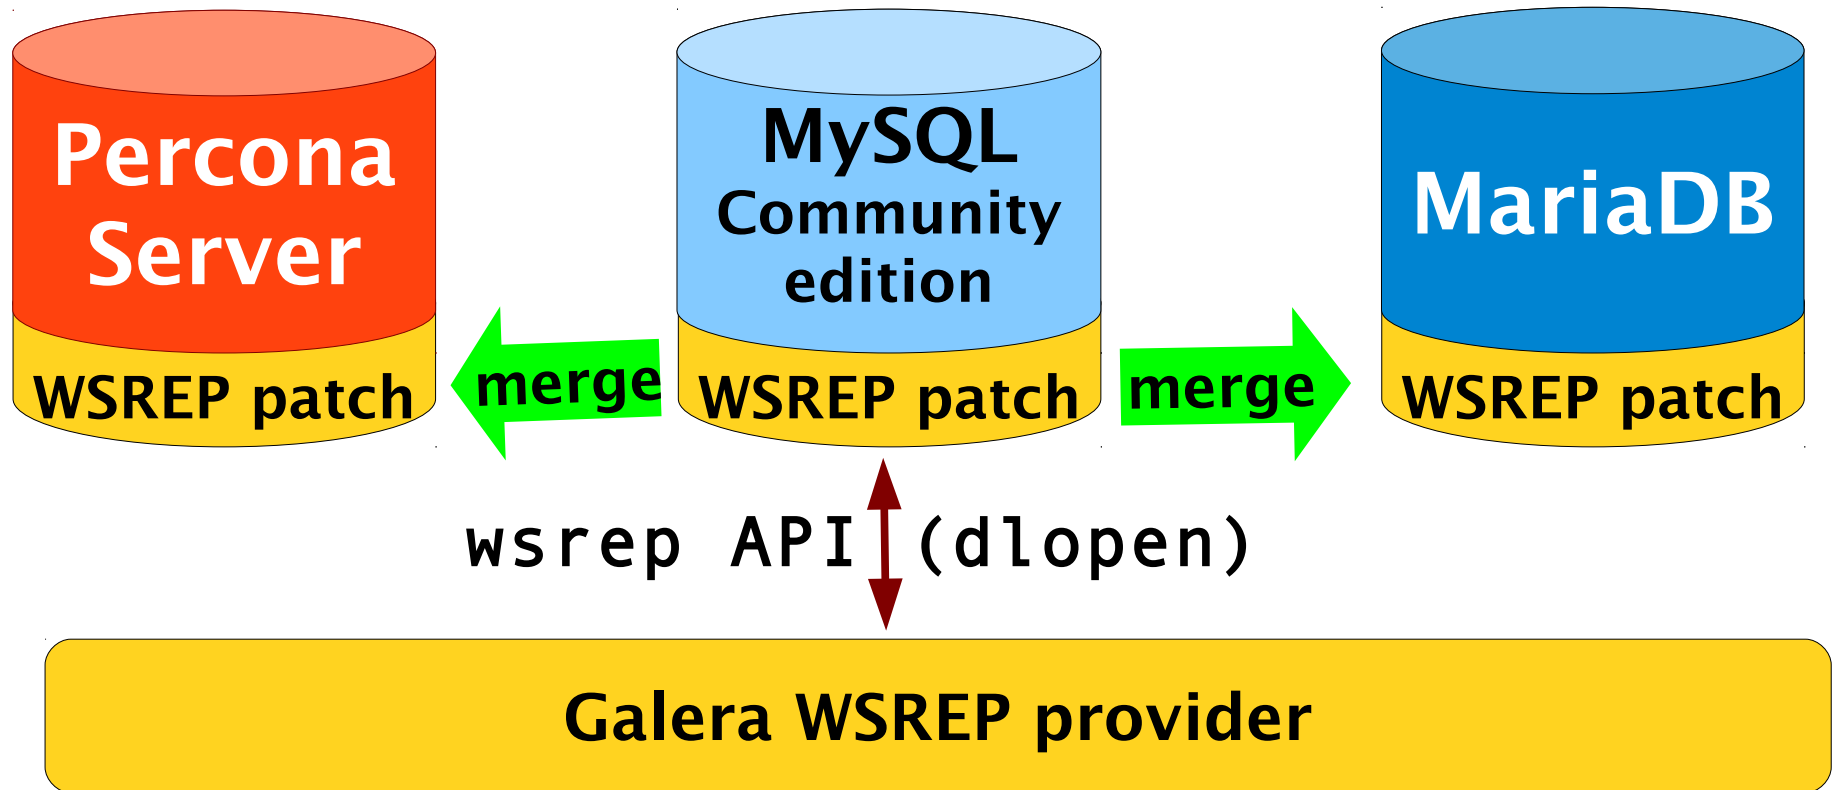 Percona
Server
WSREP patch
merge
MySQL
Community
edition
WSREP patch
merge
MariaDB
WSREP patch
wsrep API (dlopen)
Galera WSREP provider